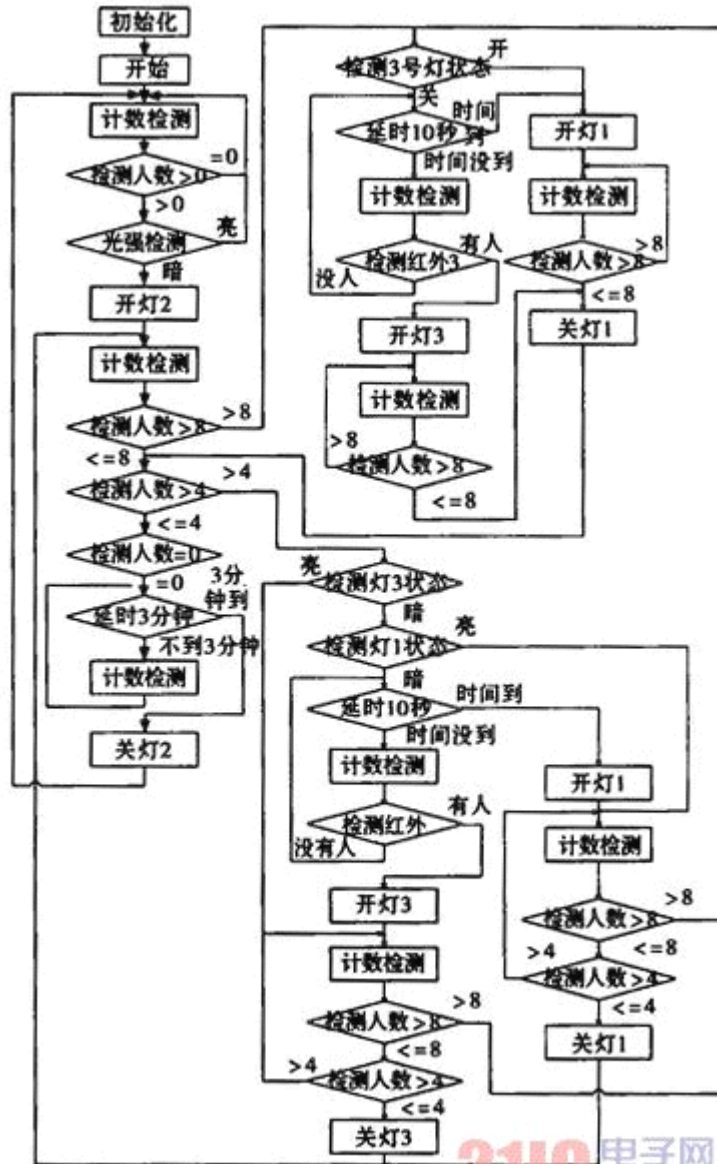 初始化
开始
计数检测
检测人数>0
=0
>0
光强检测
亮
暗
开灯2
计数检测
检测人数>8
>8
<=8
检测人数>4
>4
<=4
检测人数=0
=0
3分
钟到
延时3分钟
不到3分钟
计数检测
关灯2
检测3号灯状态
开
关
延时10秒
时间
到
时间没到
计数检测
检测红外3
有人
没人
开灯3
计数检测
>8
检测人数>8
<=8
开灯1
计数检测
>8
检测人数>8
<=8
关灯1
亮
检测灯3状态
暗
检测灯1状态
亮
暗
延时10秒
时间到
时间没到
计数检测
检测红外
有人
没有人
开灯3
计数检测
检测人数>8
>8
<=8
>4
检测人数>4
<=4
关灯3
开灯1
计数检测
检测人数>8
>8
<=8
>4
检测人数>4
<=4
关灯1
电子网